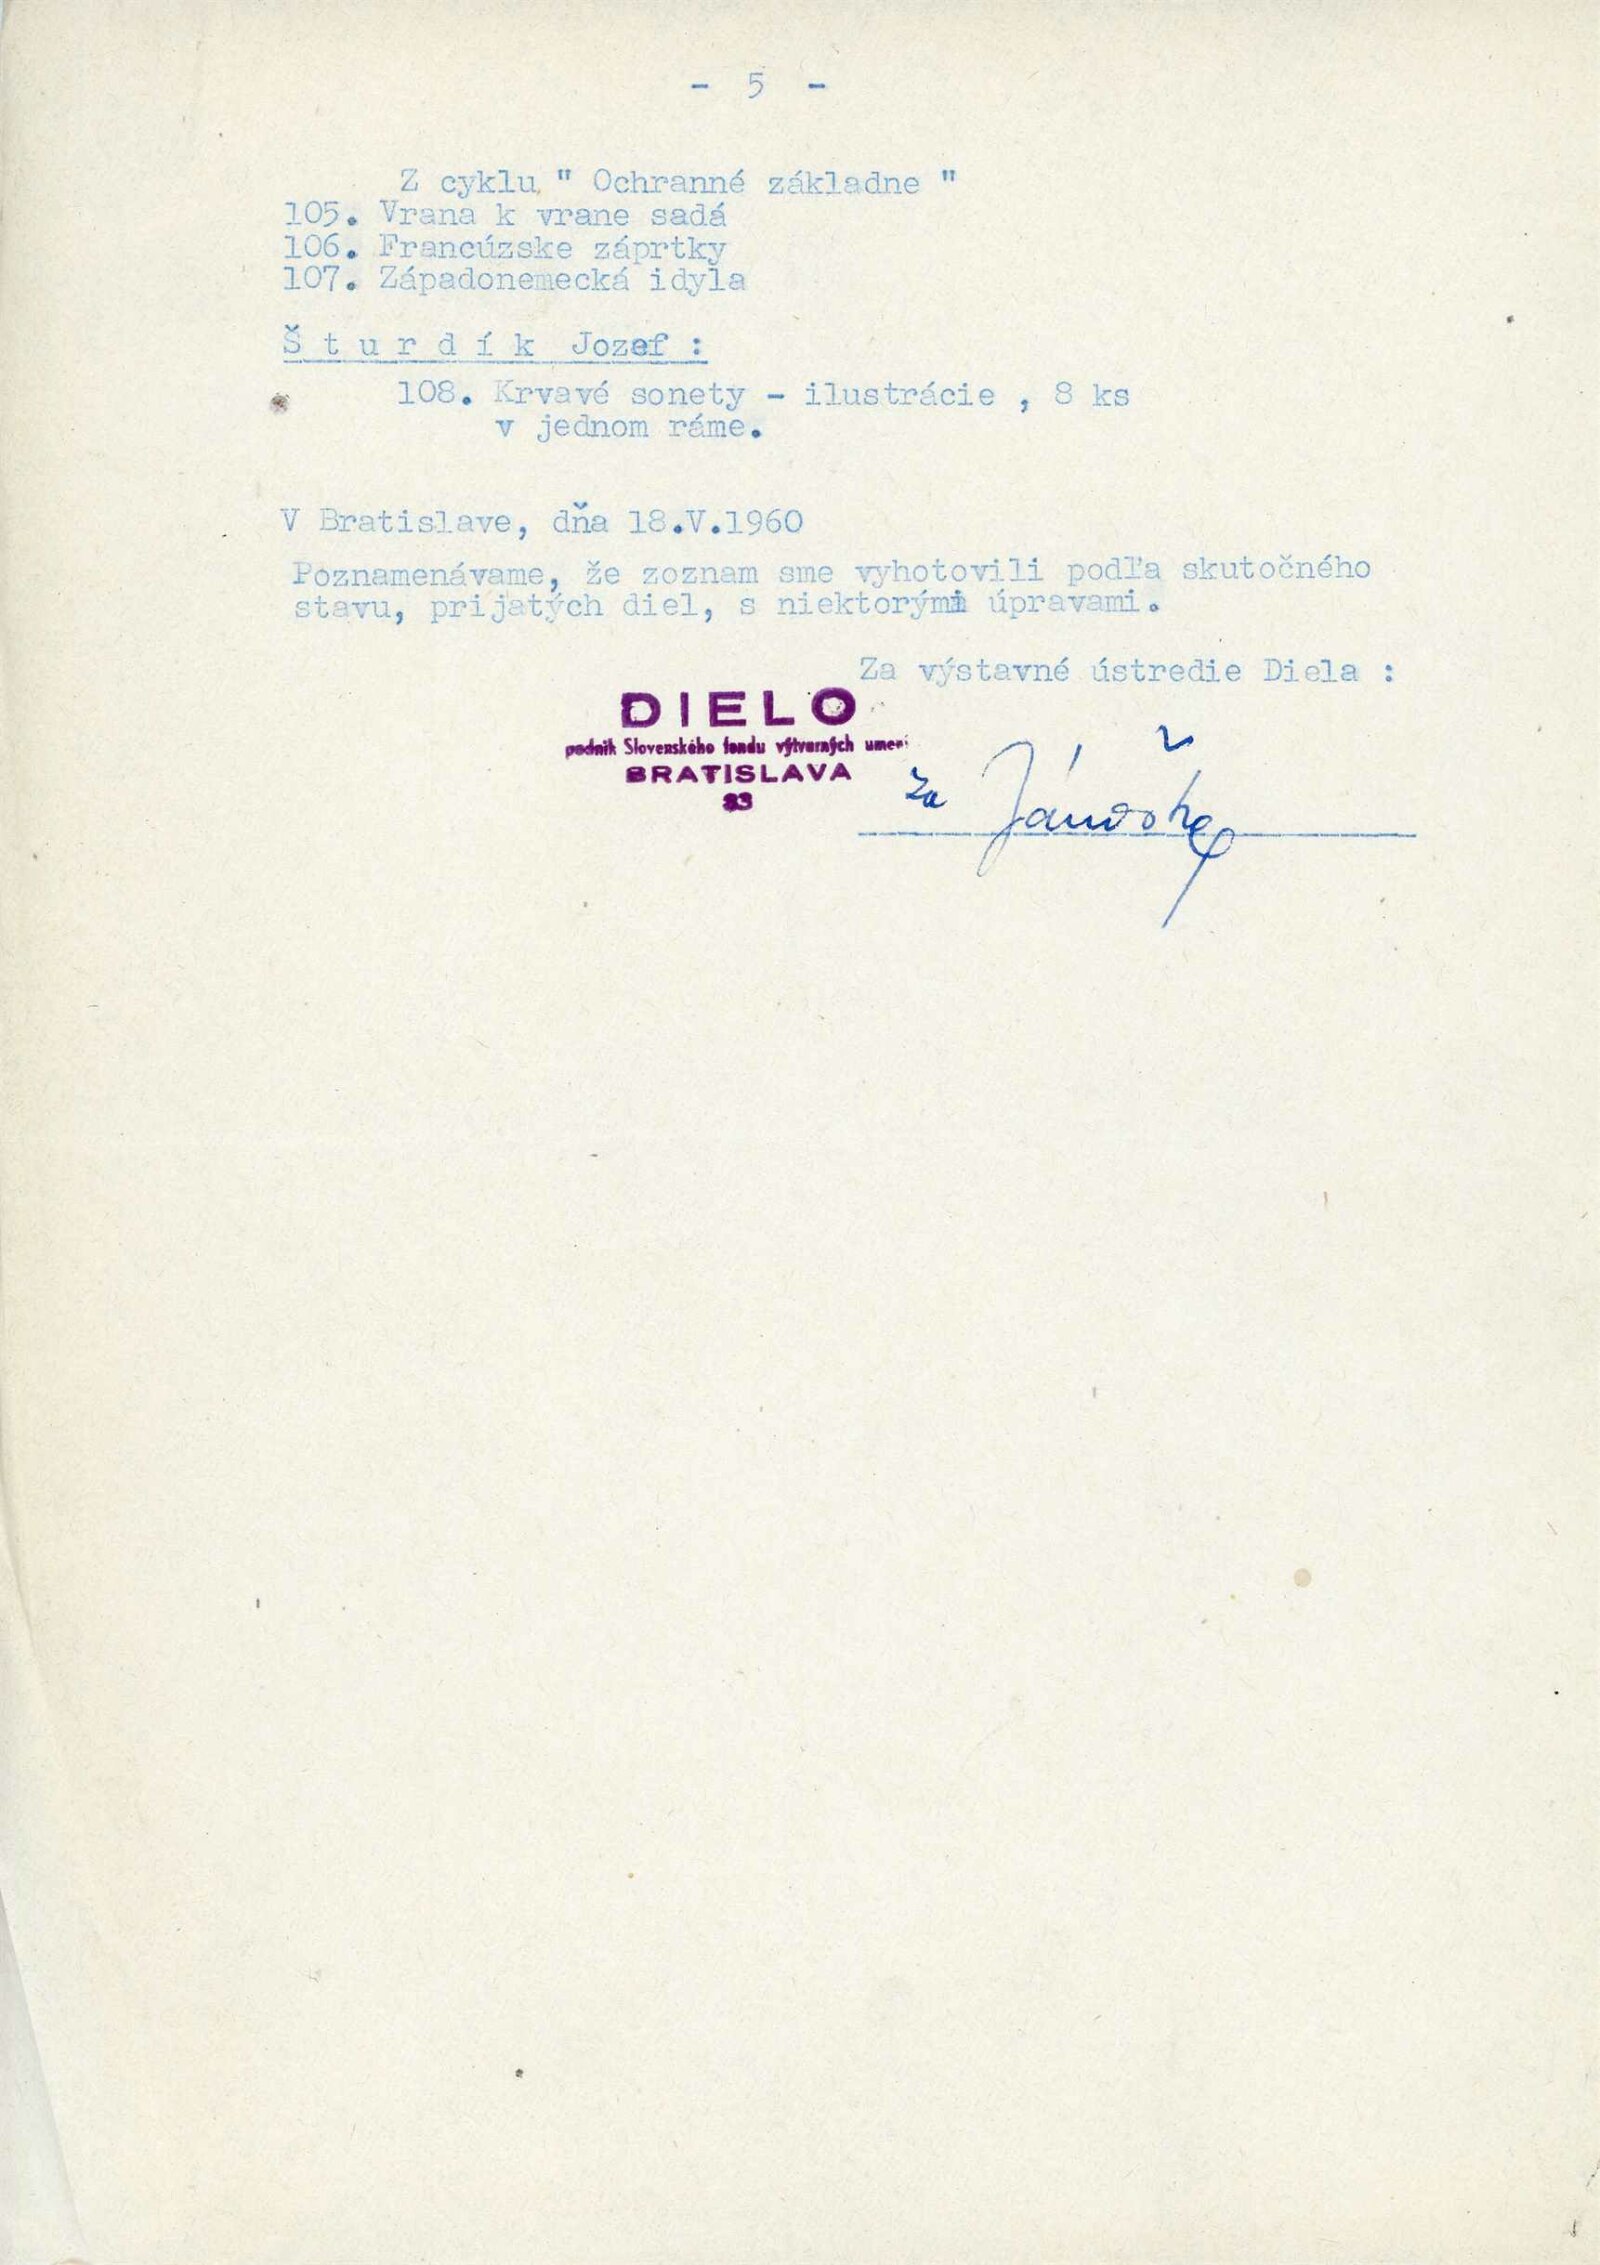 - 5 -
Z cyklu " Ochranné základne "
105. Vrana k vrane sadá
106. Francúzske záprtky
107. Západonemecká idyla
Š t u r d í k Jozef :
108. Krvavé sonety - ilustrácie , 8 ks
v jednom ráme.
V Bratislave, dňa 18.V.1960
Poznamenávame, že zoznam sme vyhotovili podľa skutočného
stavu, prijatých diel, s niektorými úpravami.
Za výstavné ústredie Diela :
DIELO
podnik Slovenského fondu výtvarných umení
BRATISLAVA
za